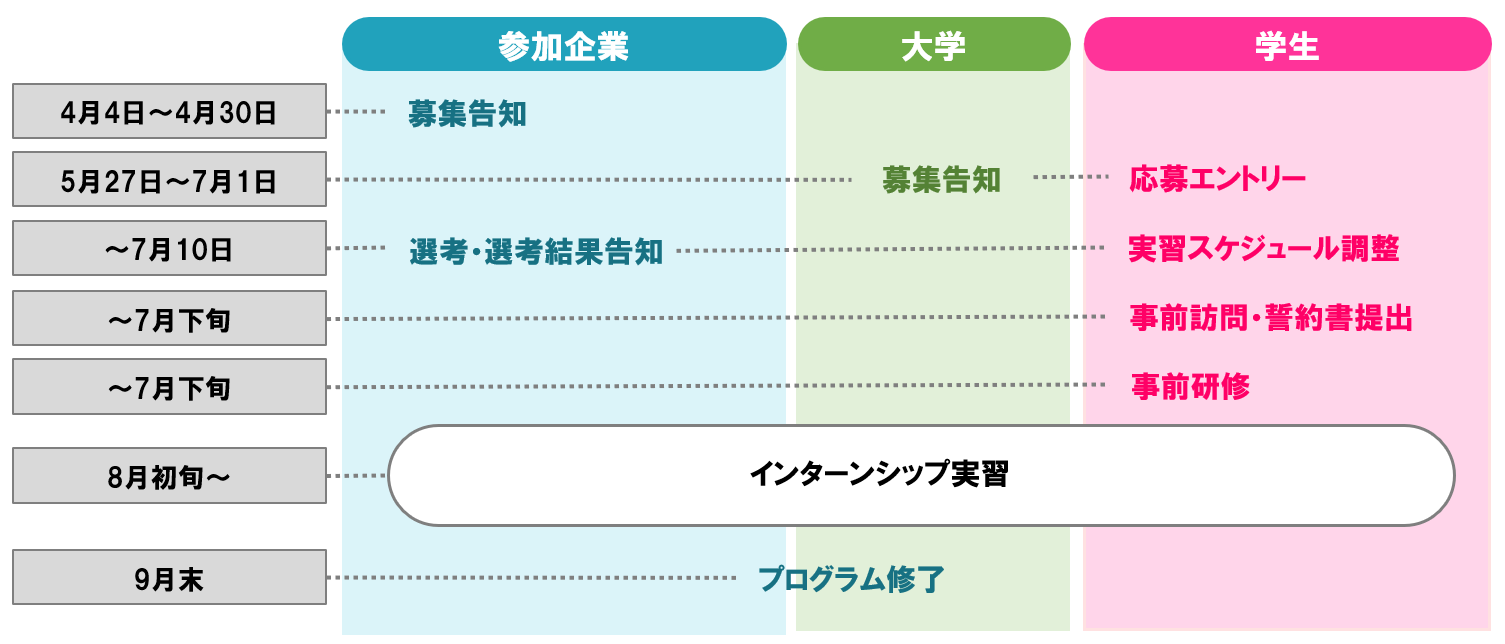 参加企業
大学
学生
4月4日～4月30日
募集告知
5月27日～7月1日
募集告知
応募エントリー
～7月10日
選考・選考結果告知
実習スケジュール調整
～7月下旬
事前訪問・誓約書提出
～7月下旬
事前研修
8月初旬～
インターンシップ実習
9月末
プログラム修了